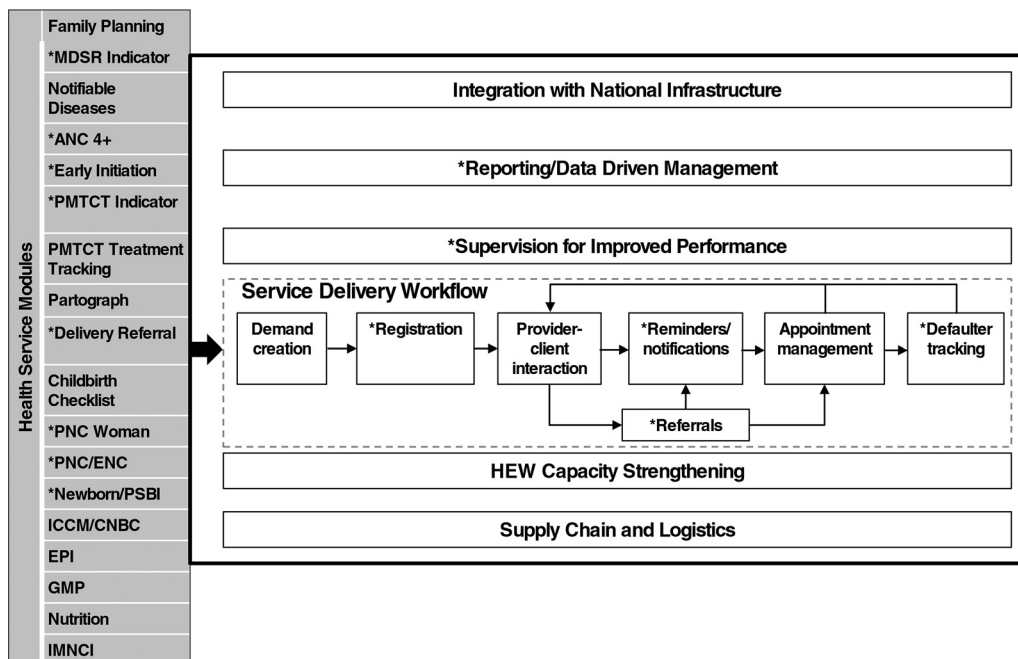 Health Service Modules
Family Planning
*MDSR Indicator
Notifiable
Diseases
*ANC 4+
*Early Initiation
*PMTCT Indicator
PMTCT Treatment
Tracking
Partograph
*Delivery Referral
Childbirth
Checklist
*PNC Woman
*PNC/ENC
*Newborn/PSBI
ICCM/CNBC
EPI
GMP
Nutrition
IMNCI
Integration with National Infrastructure
*Reporting/Data Driven Management
*Supervision for Improved Performance
Service Delivery Workflow
Demand
creation
*Registration
Provider-
client
interaction
*Reminders/
notifications
Appointment
management
*Defaulter
tracking
*Referrals
HEW Capacity Strengthening
Supply Chain and Logistics